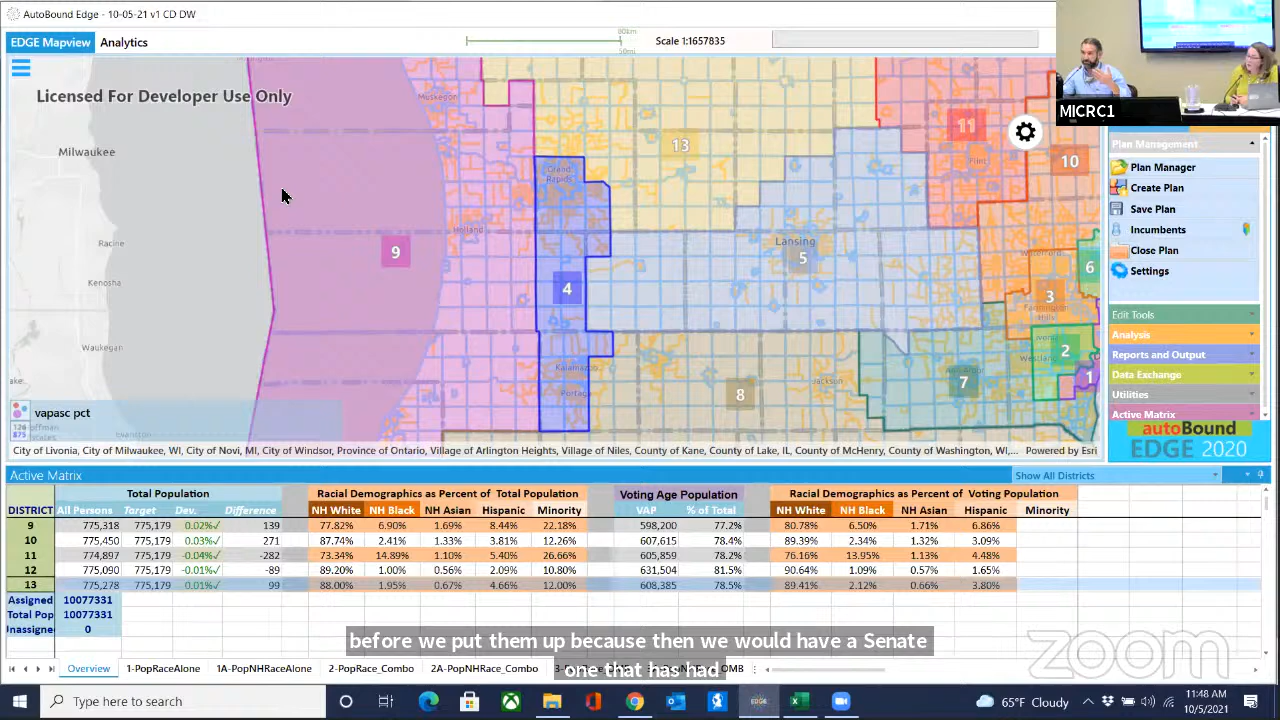 AutoBound Edge - 10-05-21 v1 CD DW
EDGE Mapview
Analytics
80km
50mi
Scale 1:1657835
Licensed For Developer Use Only
MICRC1
Milwaukee
Racine
Kenosha
Waukegan
Muskegon
Grand Rapids
Holland
Lansing
Flint
Kalamazoo
Portage
Jackson
Farmington Hills
Westland
13
11
10
9
5
4
6
3
2
8
7
1
vapasc pct
City of Livonia, City of Milwaukee, WI, City of Novi, MI, City of Windsor, Province of Ontario, Village of Arlington Heights, Village of Niles, County of Kane, County of Lake, IL, County of McHenry, County of Washington, WI,...
Powered by Esri
Plan Management
Plan Manager
Create Plan
Save Plan
Incumbents
Close Plan
Settings
Edit Tools
Analysis
Reports and Output
Data Exchange
Utilities
Active Matrix
autoBound
EDGE 2020
Active Matrix
Show All Districts
Total Population
Racial Demographics as Percent of Total Population
Voting Age Population
Racial Demographics as Percent of Voting Population
DISTRICT All Persons Target Dev. Difference NH White NH Black NH Asian Hispanic Minority VAP % of Total NH White NH Black NH Asian Hispanic Minority
9 775,318 775,179 0.02%✓ 139 77.82% 6.90% 1.69% 8.44% 22.18% 598,200 77.2% 80.78% 6.50% 1.71% 6.86%
10 775,450 775,179 0.03%✓ 271 87.74% 2.41% 1.33% 3.81% 12.26% 607,615 78.4% 89.39% 2.34% 1.32% 3.09%
11 774,897 775,179 -0.04%✓ -282 73.34% 14.89% 1.10% 5.40% 26.66% 605,859 78.2% 76.16% 13.95% 1.13% 4.48%
12 775,090 775,179 -0.01%✓ -89 89.20% 1.00% 0.56% 2.09% 10.80% 631,504 81.5% 90.64% 1.09% 0.57% 1.65%
13 775,278 775,179 0.01%✓ 99 88.00% 1.95% 0.67% 4.66% 12.00% 608,385 78.5% 89.41% 2.12% 0.66% 3.80%
Assigned 10077331
Total Pop 10077331
Unassigne 0
before we put them up because then we would have a Senate
one that has had
zoom
Overview
1-PopRaceAlone
1A-PopNHRaceAlone
2-PopRace_Combo
2A-PopNHRace_Combo
OMB
Type here to search
65°F Cloudy
11:48 AM
10/5/2021